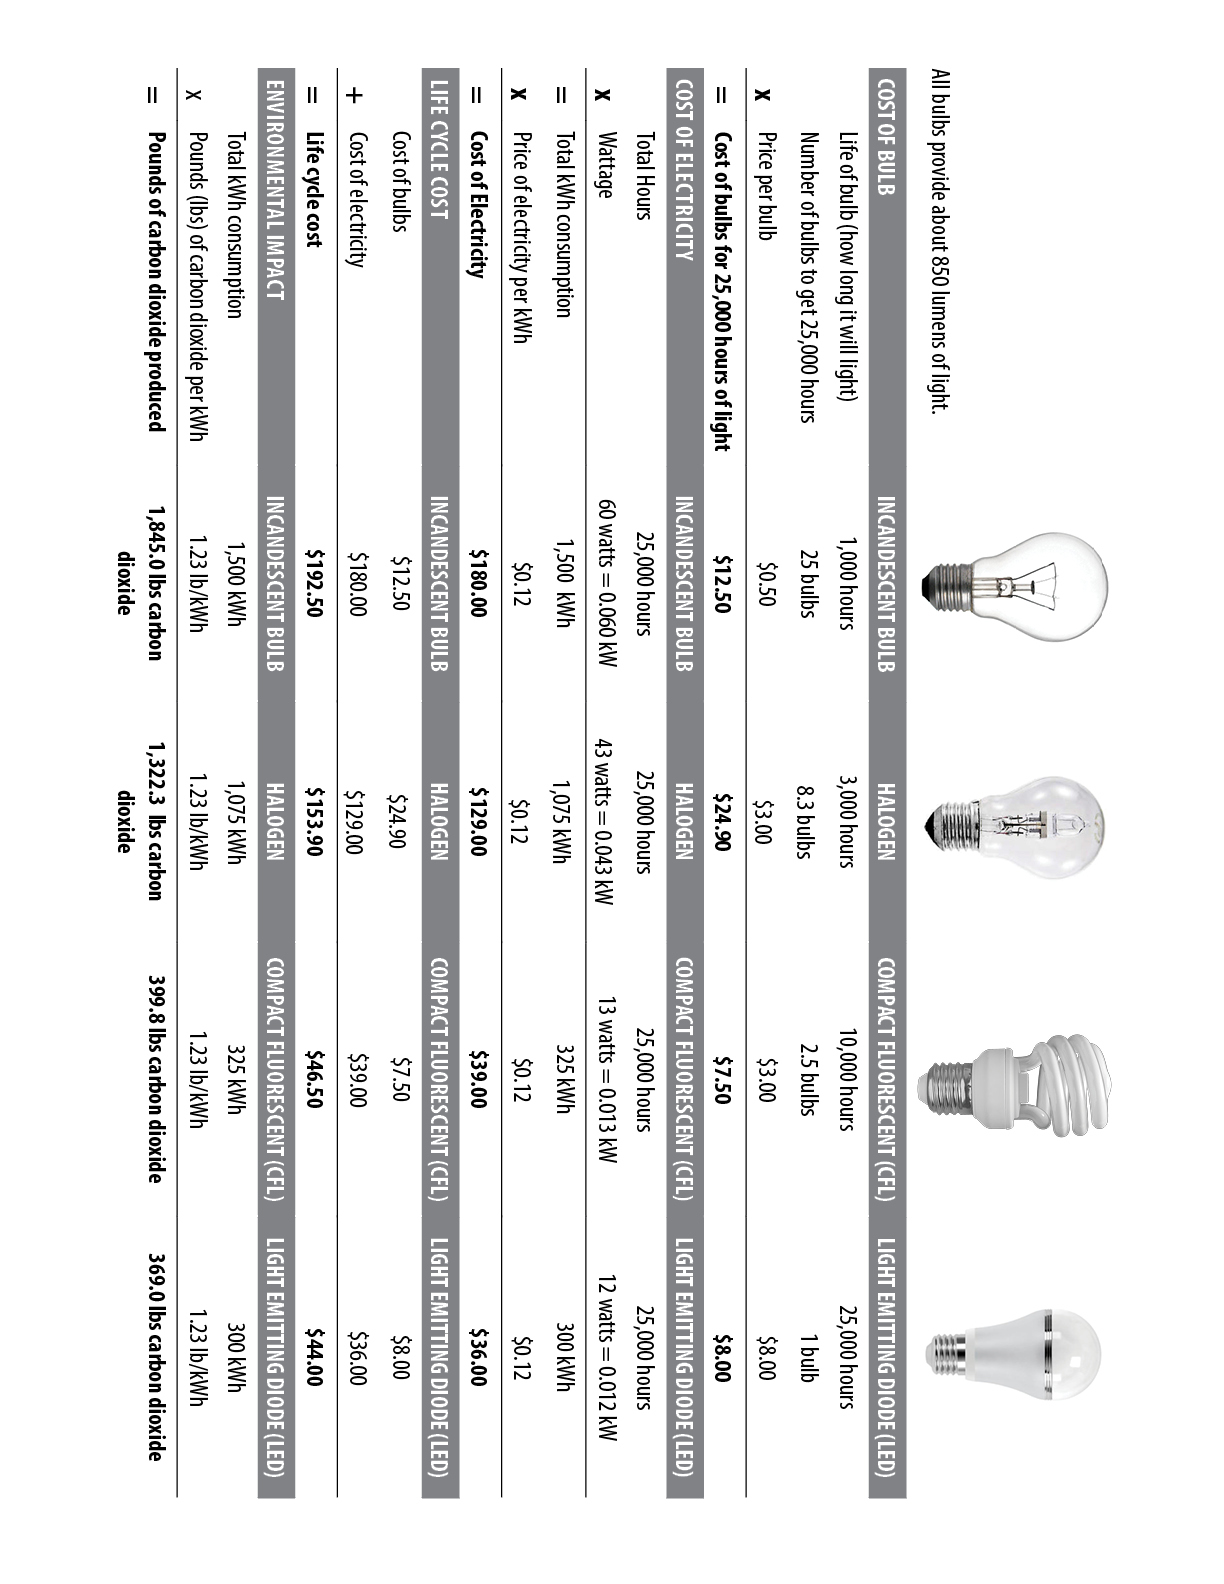 All bulbs provide about 850 lumens of light.
COST OF BULB INCANDESCENT BULB HALOGEN COMPACT FLUORESCENT (CFL) LIGHT EMITTING DIODE (LED)
Life of bulb (how long it will light) 1,000 hours 3,000 hours 10,000 hours 25,000 hours
Number of bulbs to get 25,000 hours 25 bulbs 8.3 bulbs 2.5 bulbs 1 bulb
x Price per bulb $0.50 $3.00 $3.00 $8.00
= Cost of bulbs for 25,000 hours of light $12.50 $24.90 $7.50 $8.00
COST OF ELECTRICITY INCANDESCENT BULB HALOGEN COMPACT FLUORESCENT (CFL) LIGHT EMITTING DIODE (LED)
Total Hours 25,000 hours 25,000 hours 25,000 hours 25,000 hours
x Wattage 60 watts = 0.060 kW 43 watts = 0.043 kW 13 watts = 0.013 kW 12 watts = 0.012 kW
= Total kWh consumption 1,500 kWh 1,075 kWh 325 kWh 300 kWh
x Price of electricity per kWh $0.12 $0.12 $0.12 $0.12
= Cost of Electricity $180.00 $129.00 $39.00 $36.00
LIFE CYCLE COST INCANDESCENT BULB HALOGEN COMPACT FLUORESCENT (CFL) LIGHT EMITTING DIODE (LED)
Cost of bulbs $12.50 $24.90 $7.50 $8.00
+ Cost of electricity $180.00 $129.00 $39.00 $36.00
= Life cycle cost $192.50 $153.90 $46.50 $44.00
ENVIRONMENTAL IMPACT INCANDESCENT BULB HALOGEN COMPACT FLUORESCENT (CFL) LIGHT EMITTING DIODE (LED)
Total kWh consumption 1,500 kWh 1,075 kWh 325 kWh 300 kWh
x Pounds (lbs) of carbon dioxide per kWh 1.23 lb/kWh 1.23 lb/kWh 1.23 lb/kWh 1.23 lb/kWh
= Pounds of carbon dioxide produced 1,845.0 lbs carbon 1,322.3 lbs carbon 399.8 lbs carbon dioxide 369.0 lbs carbon dioxide
dioxide dioxide